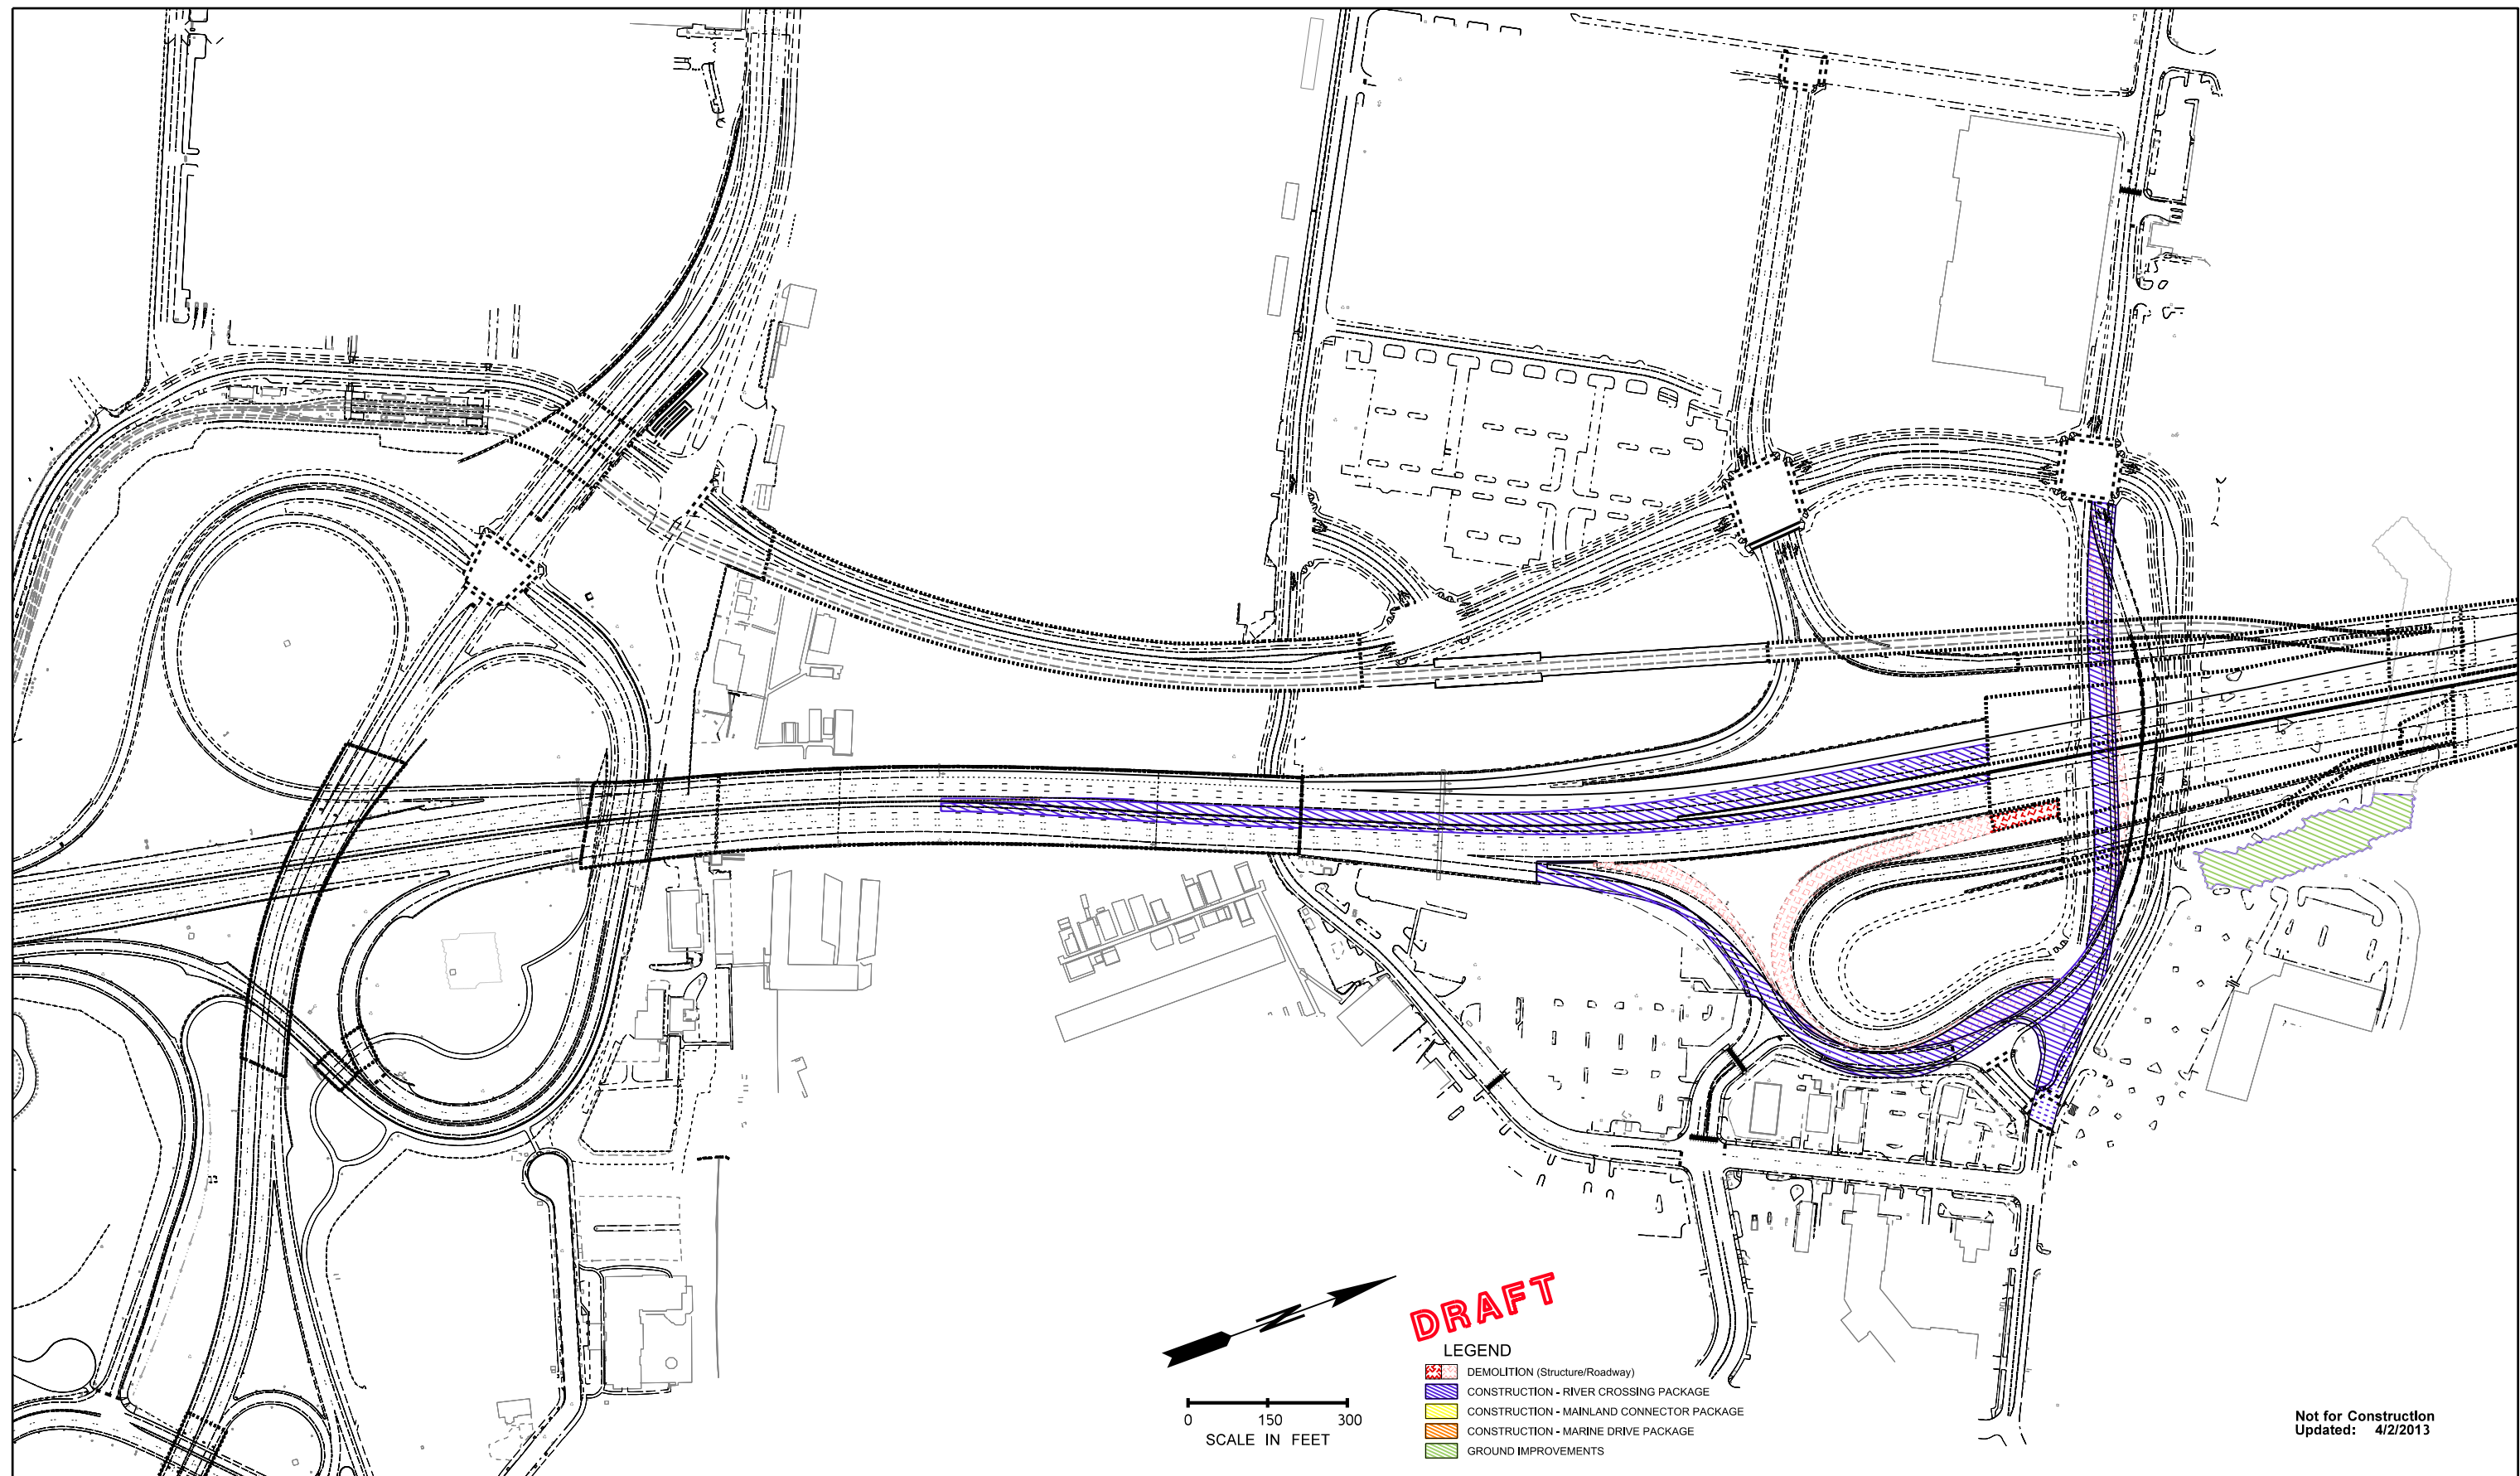 DRAFT
LEGEND
DEMOLITION (Structure/Roadway)
CONSTRUCTION - RIVER CROSSING PACKAGE
CONSTRUCTION - MAINLAND CONNECTOR PACKAGE
CONSTRUCTION - MARINE DRIVE PACKAGE
GROUND IMPROVEMENTS
N
0 150 300
SCALE IN FEET
Not for Construction
Updated: 4/2/2013